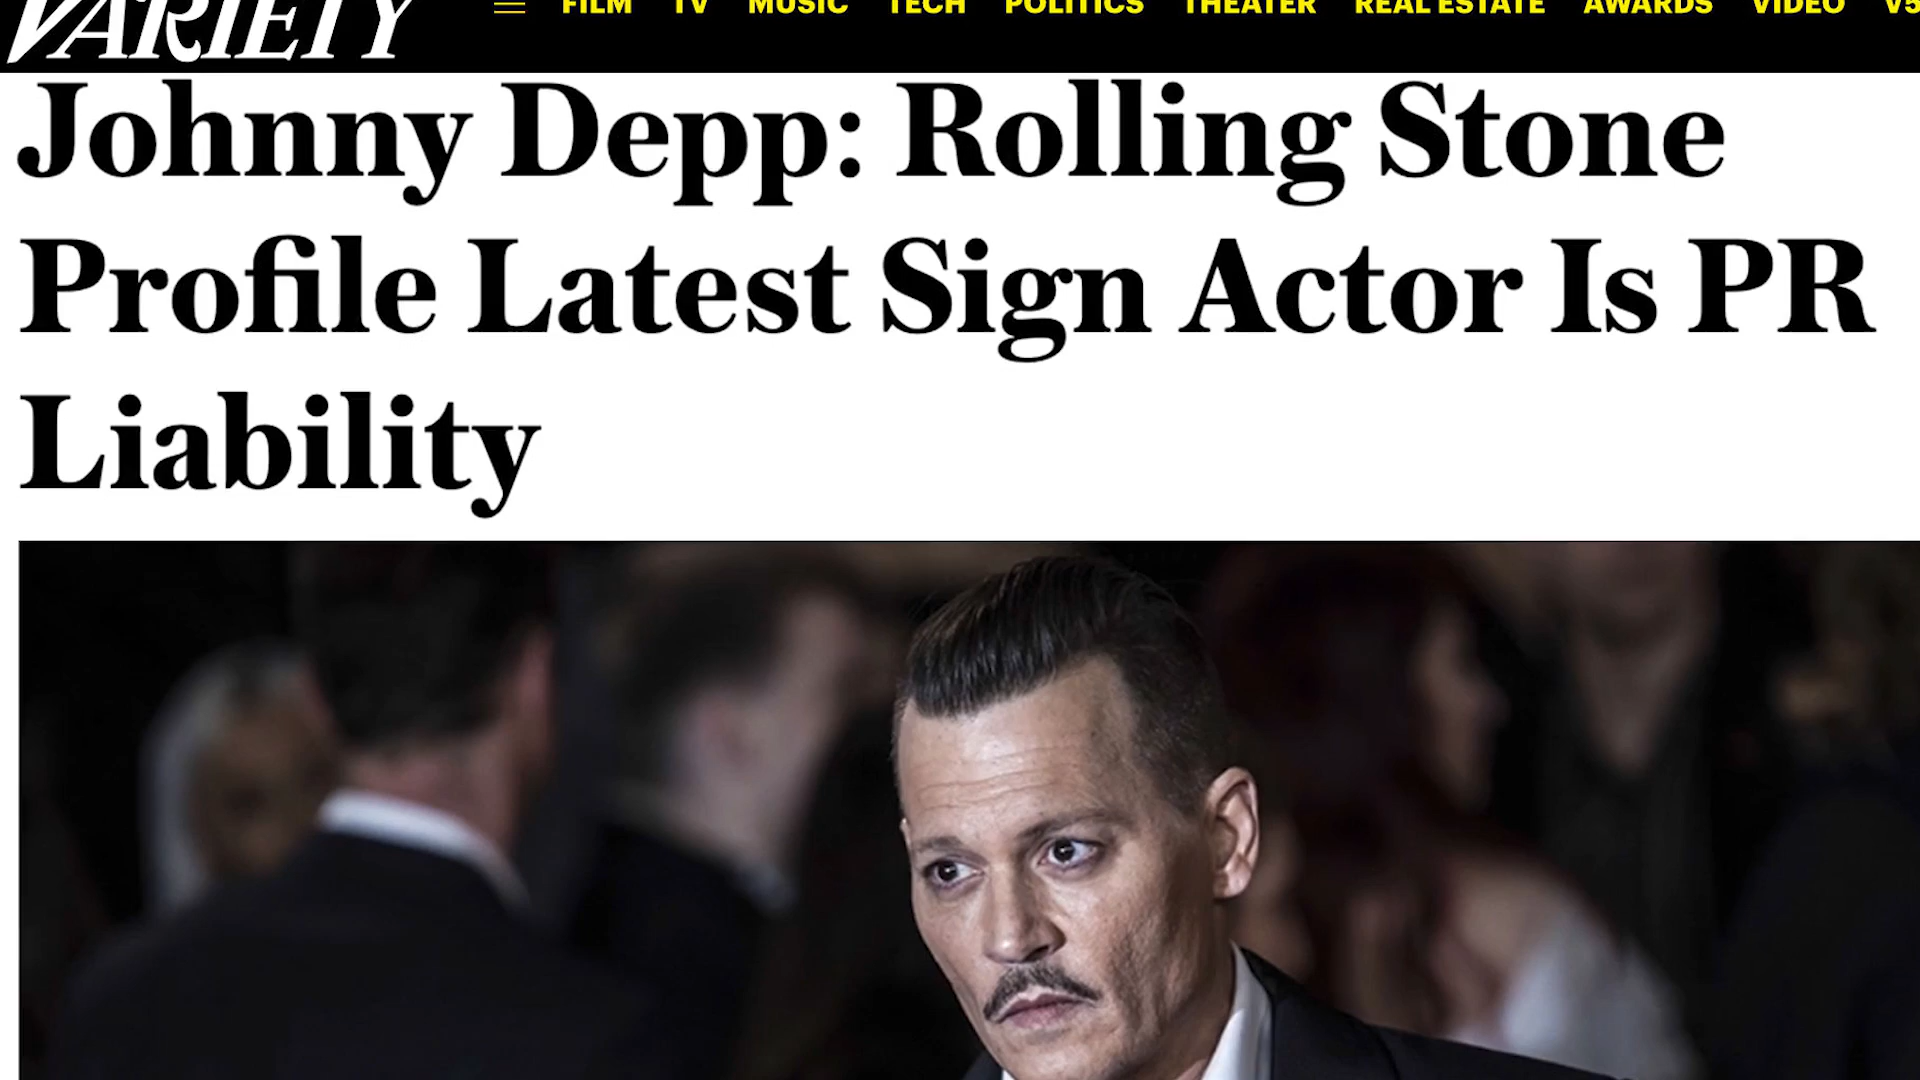 VARIETY
FILM TV MUSIC TECH POLITICS THEATER REAL ESTATE AWARDS VIDEO V5
Johnny Depp: Rolling Stone
Profile Latest Sign Actor Is PR
Liability